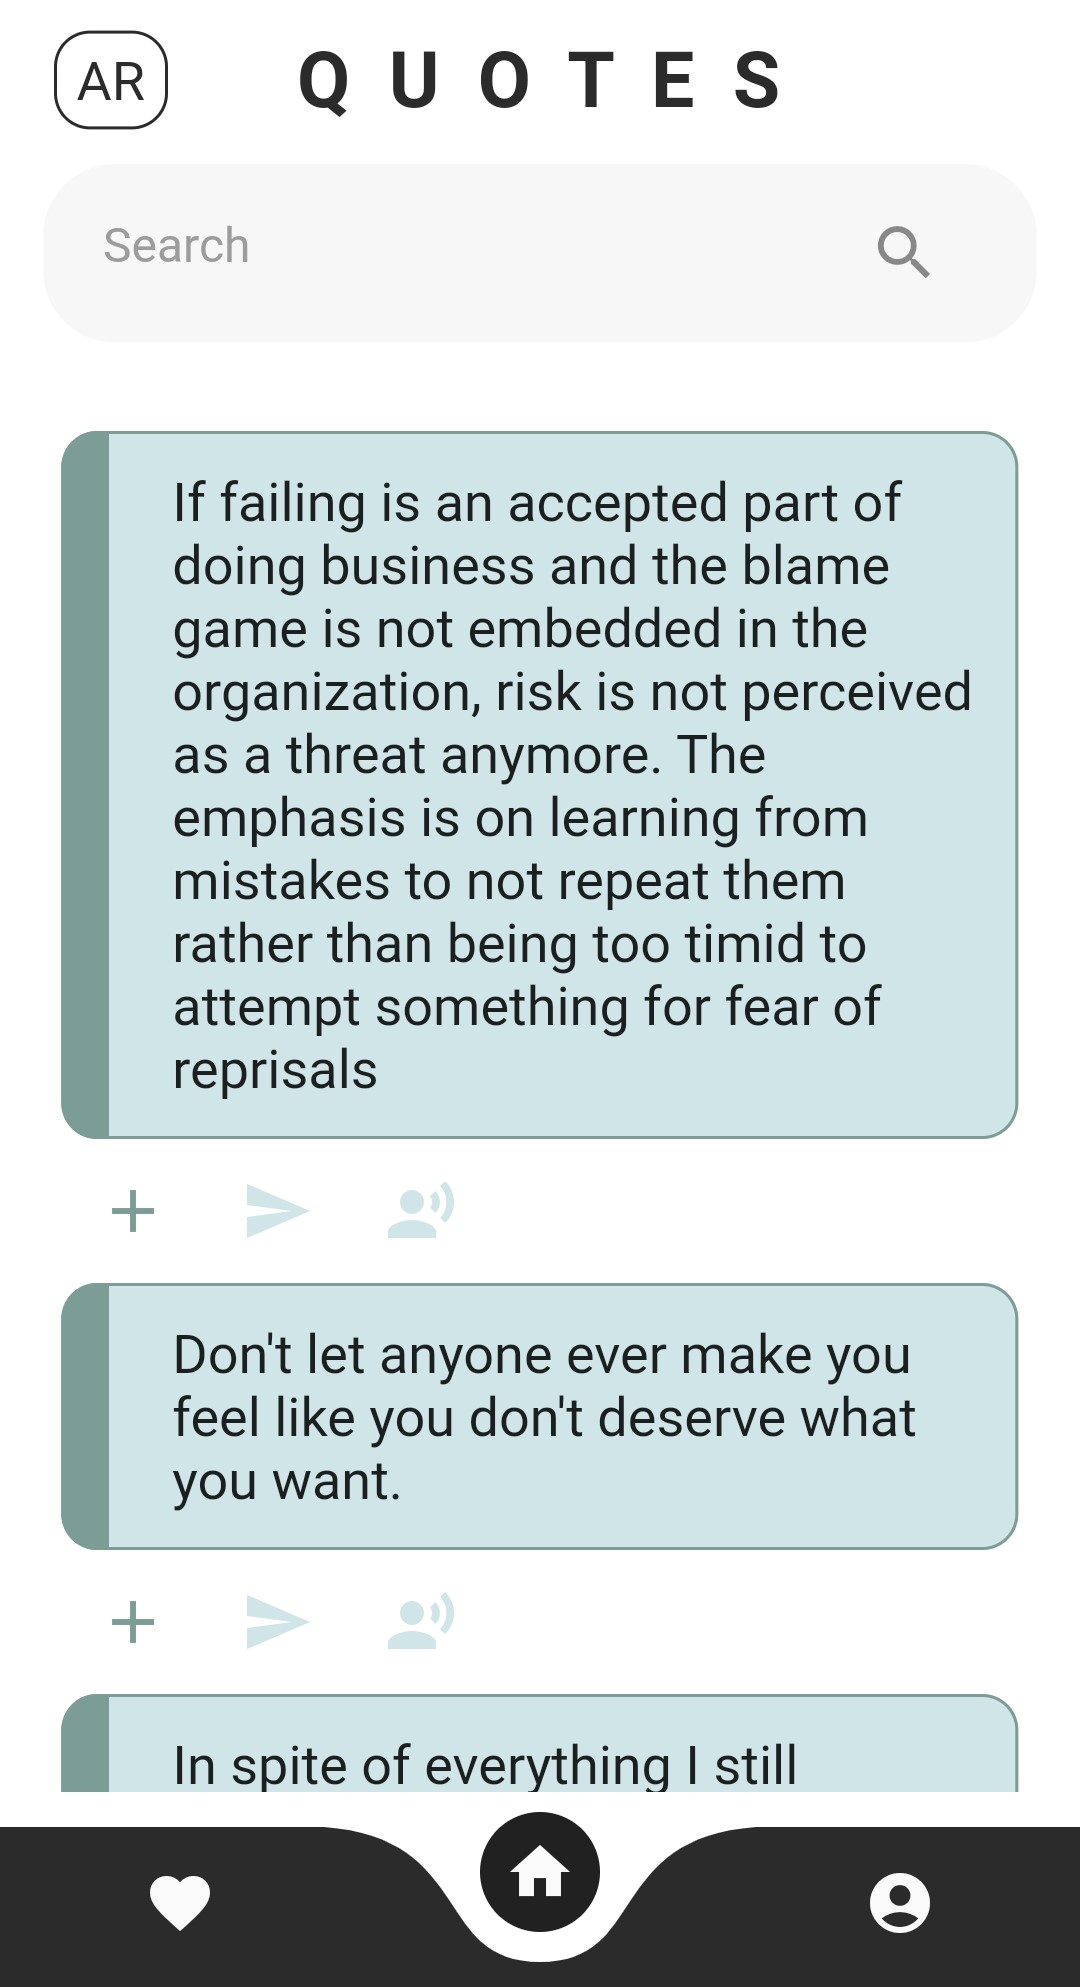 AR
QUOTES
Search
If failing is an accepted part of
doing business and the blame
game is not embedded in the
organization, risk is not perceived
as a threat anymore. The
emphasis is on learning from
mistakes to not repeat them
rather than being too timid to
attempt something for fear of
reprisals
Don't let anyone ever make you
feel like you don't deserve what
you want.
In spite of everything I still